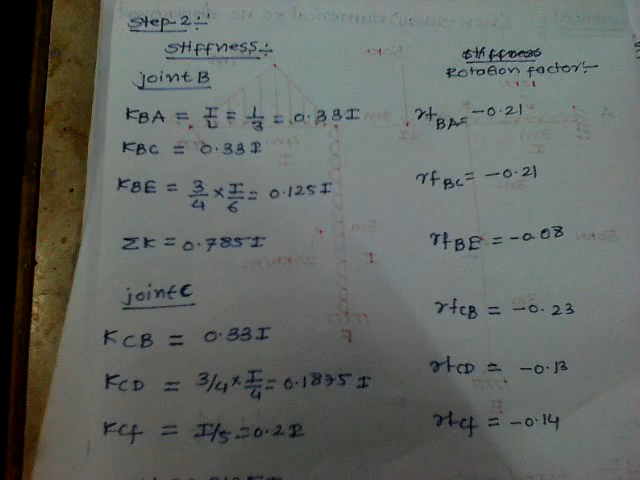 Step-2:-
Stiffness:-
joint B
KBA = I/L = 1/3 = 0.33I
KBC = 0.33I
KBE = 3/4 × I/6 = 0.125I
ΣK = 0.785I
joint C
KCB = 0.33I
KCD = 3/4 × I/4 = 0.1875I
KCf = I/5 = 0.2I
Stiffness
Rotation factor:-
rfBA = -0.21
rfBC = -0.21
rfBE = -0.08
rfCB = -0.23
rfCD = -0.13
rfCf = -0.14